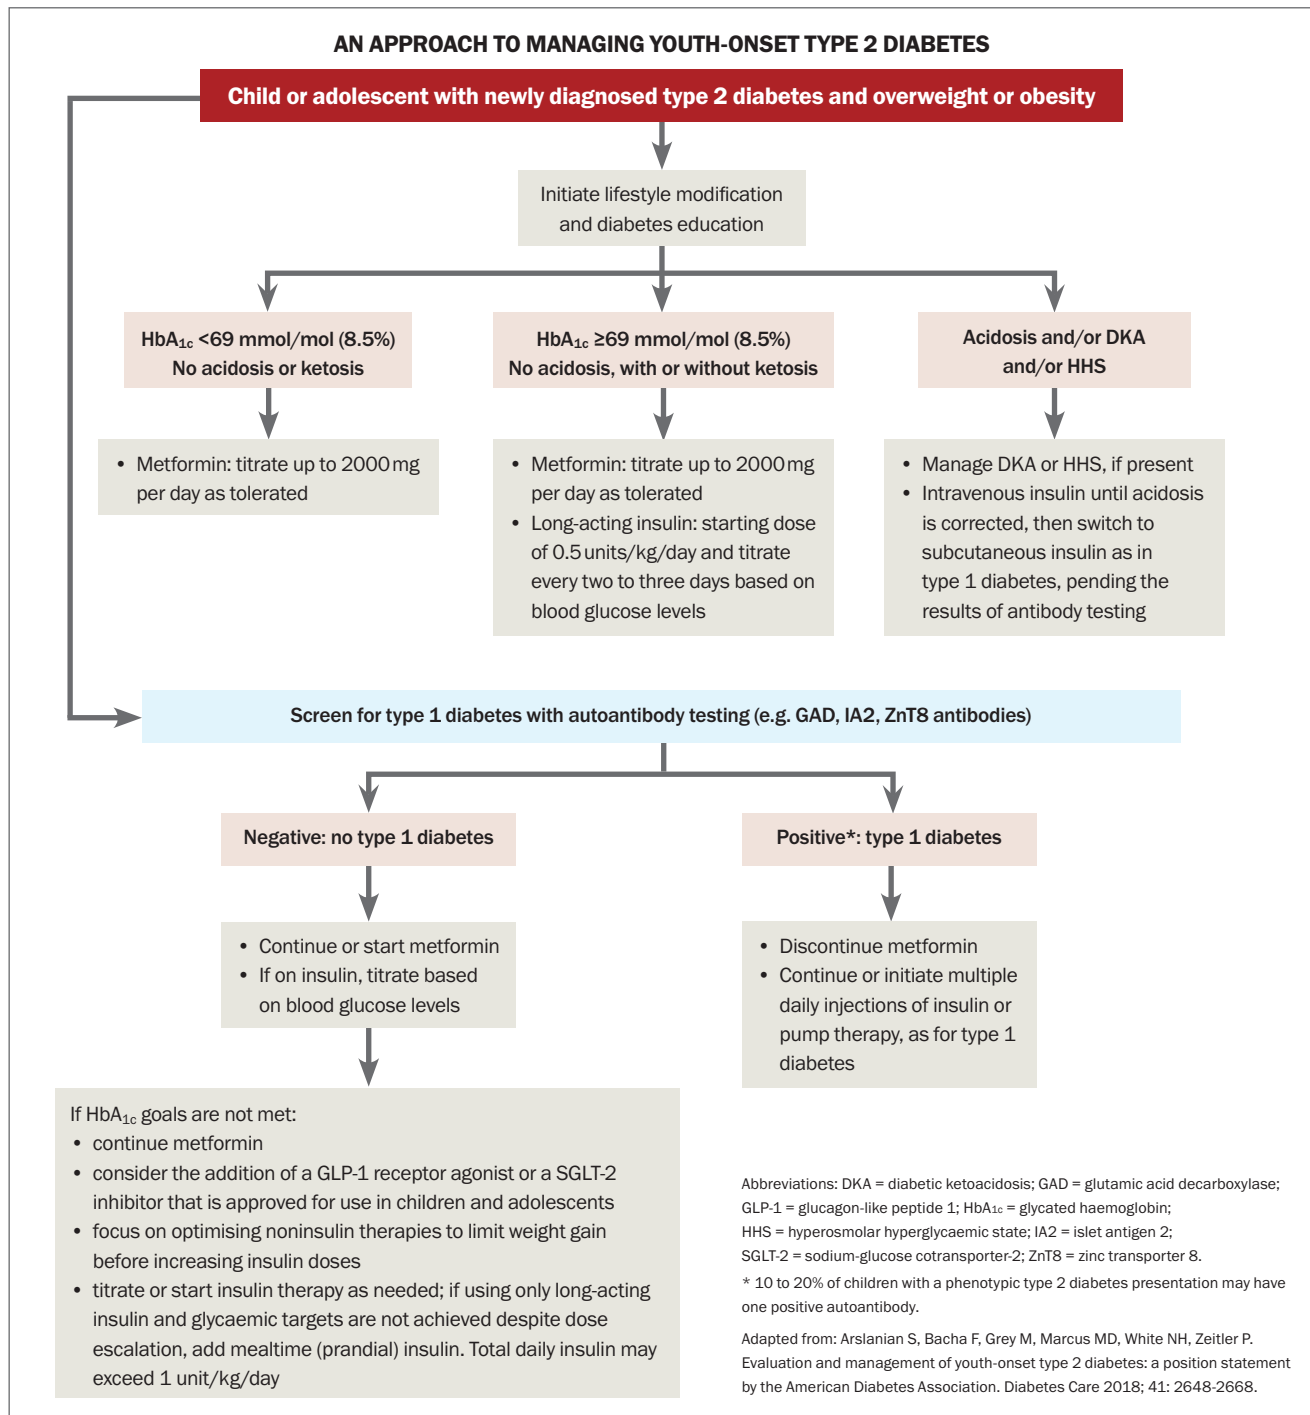 AN APPROACH TO MANAGING YOUTH-ONSET TYPE 2 DIABETES
Child or adolescent with newly diagnosed type 2 diabetes and overweight or obesity
Initiate lifestyle modification
and diabetes education
HbA1c <69 mmol/mol (8.5%)
No acidosis or ketosis
HbA1c ≥69 mmol/mol (8.5%)
No acidosis, with or without ketosis
Acidosis and/or DKA
and/or HHS
• Metformin: titrate up to 2000 mg
per day as tolerated
• Metformin: titrate up to 2000 mg
per day as tolerated
• Long-acting insulin: starting dose
of 0.5 units/kg/day and titrate
every two to three days based on
blood glucose levels
• Manage DKA or HHS, if present
• Intravenous insulin until acidosis
is corrected, then switch to
subcutaneous insulin as in
type 1 diabetes, pending the
results of antibody testing
Screen for type 1 diabetes with autoantibody testing (e.g. GAD, IA2, ZnT8 antibodies)
Negative: no type 1 diabetes
Positive*: type 1 diabetes
• Continue or start metformin
• If on insulin, titrate based
on blood glucose levels
• Discontinue metformin
• Continue or initiate multiple
daily injections of insulin or
pump therapy, as for type 1
diabetes
If HbA1c goals are not met:
• continue metformin
• consider the addition of a GLP-1 receptor agonist or a SGLT-2
inhibitor that is approved for use in children and adolescents
• focus on optimising noninsulin therapies to limit weight gain
before increasing insulin doses
• titrate or start insulin therapy as needed; if using only long-acting
insulin and glycaemic targets are not achieved despite dose
escalation, add mealtime (prandial) insulin. Total daily insulin may
exceed 1 unit/kg/day
Abbreviations: DKA = diabetic ketoacidosis; GAD = glutamic acid decarboxylase;
GLP-1 = glucagon-like peptide 1; HbA1c = glycated haemoglobin;
HHS = hyperosmolar hyperglycaemic state; IA2 = islet antigen 2;
SGLT-2 = sodium-glucose cotransporter-2; ZnT8 = zinc transporter 8.
* 10 to 20% of children with a phenotypic type 2 diabetes presentation may have
one positive autoantibody.
Adapted from: Arslanian S, Bacha F, Grey M, Marcus MD, White NH, Zeitler P.
Evaluation and management of youth-onset type 2 diabetes: a position statement
by the American Diabetes Association. Diabetes Care 2018; 41: 2648-2668.